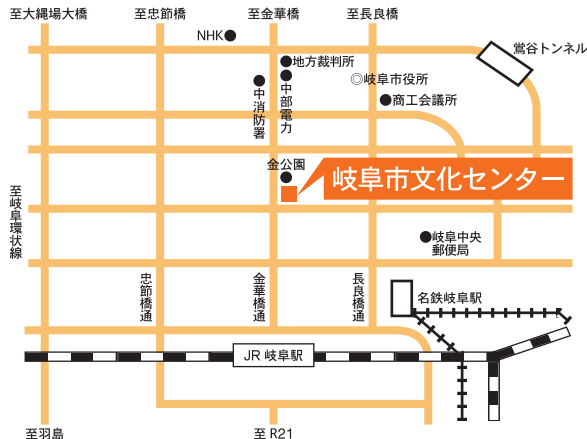 至大縄場大橋
至忠節橋
至金華橋
至長良橋
NHK
鶯谷トンネル
地方裁判所
岐阜市役所
中部電力
中消防署
商工会議所
金公園
岐阜市文化センター
至岐阜環状線
岐阜中央
郵便局
忠節橋通
金華橋通
長良橋通
名鉄岐阜駅
JR 岐阜駅
至羽島
至 R21